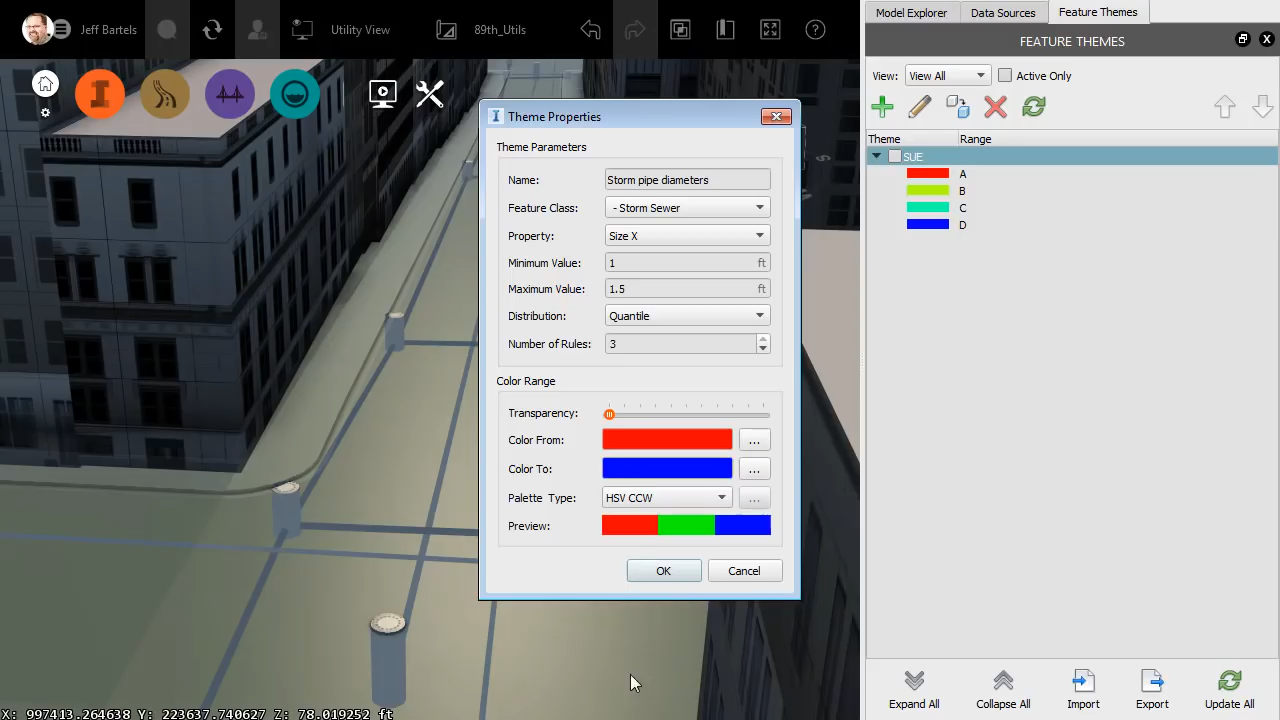 Jeff Bartels
Utility View
89th_Utils
Model Explorer
Data Sources
Feature Themes
FEATURE THEMES
View:
View All
Active Only
Theme
Range
SUE
A
B
C
D
Theme Properties
Theme Parameters
Name:
Storm pipe diameters
Feature Class:
- Storm Sewer
Property:
Size X
Minimum Value:
1
ft
Maximum Value:
1.5
ft
Distribution:
Quantile
Number of Rules:
3
Color Range
Transparency:
Color From:
...
Color To:
...
Palette Type:
HSV CCW
...
Preview:
OK
Cancel
Expand All
Collapse All
Import
Export
Update All
X: 997413.264638 Y: 223637.740627 Z: 78.019252 ft